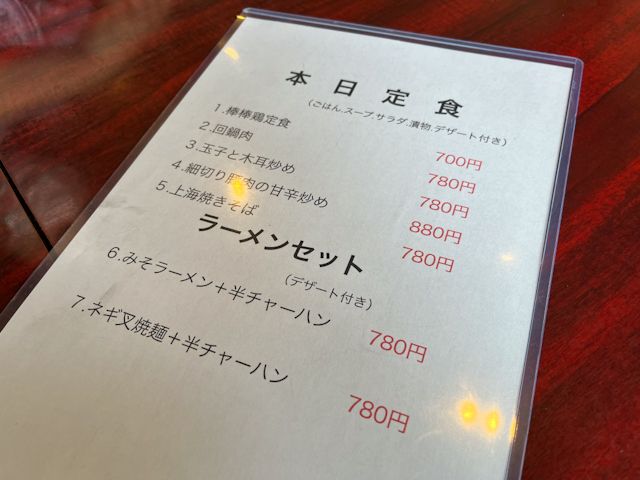 本日定食
(ごはん.スープ.サラダ.漬物.デザート付き)
1.棒棒鶏定食 700円
2.回鍋肉 780円
3.玉子と木耳炒め 780円
4.細切り豚肉の甘辛炒め 880円
5.上海焼きそば 780円
ラーメンセット
(デザート付き)
6.みそラーメン+半チャーハン 780円
7.ネギ叉焼麺+半チャーハン 780円